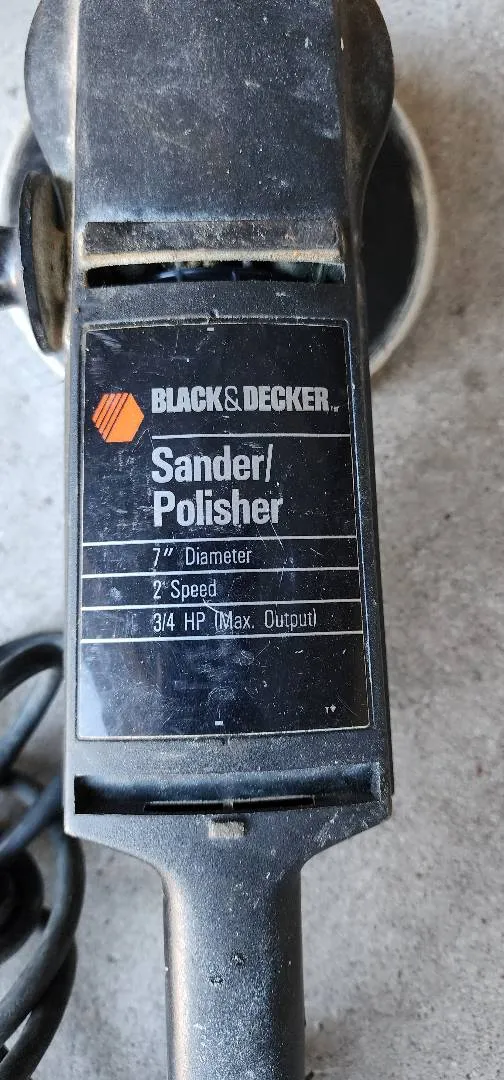 BLACK & DECKER
Sander/
Polisher
7" Diameter
2 Speed
3/4 HP (Max. Output)